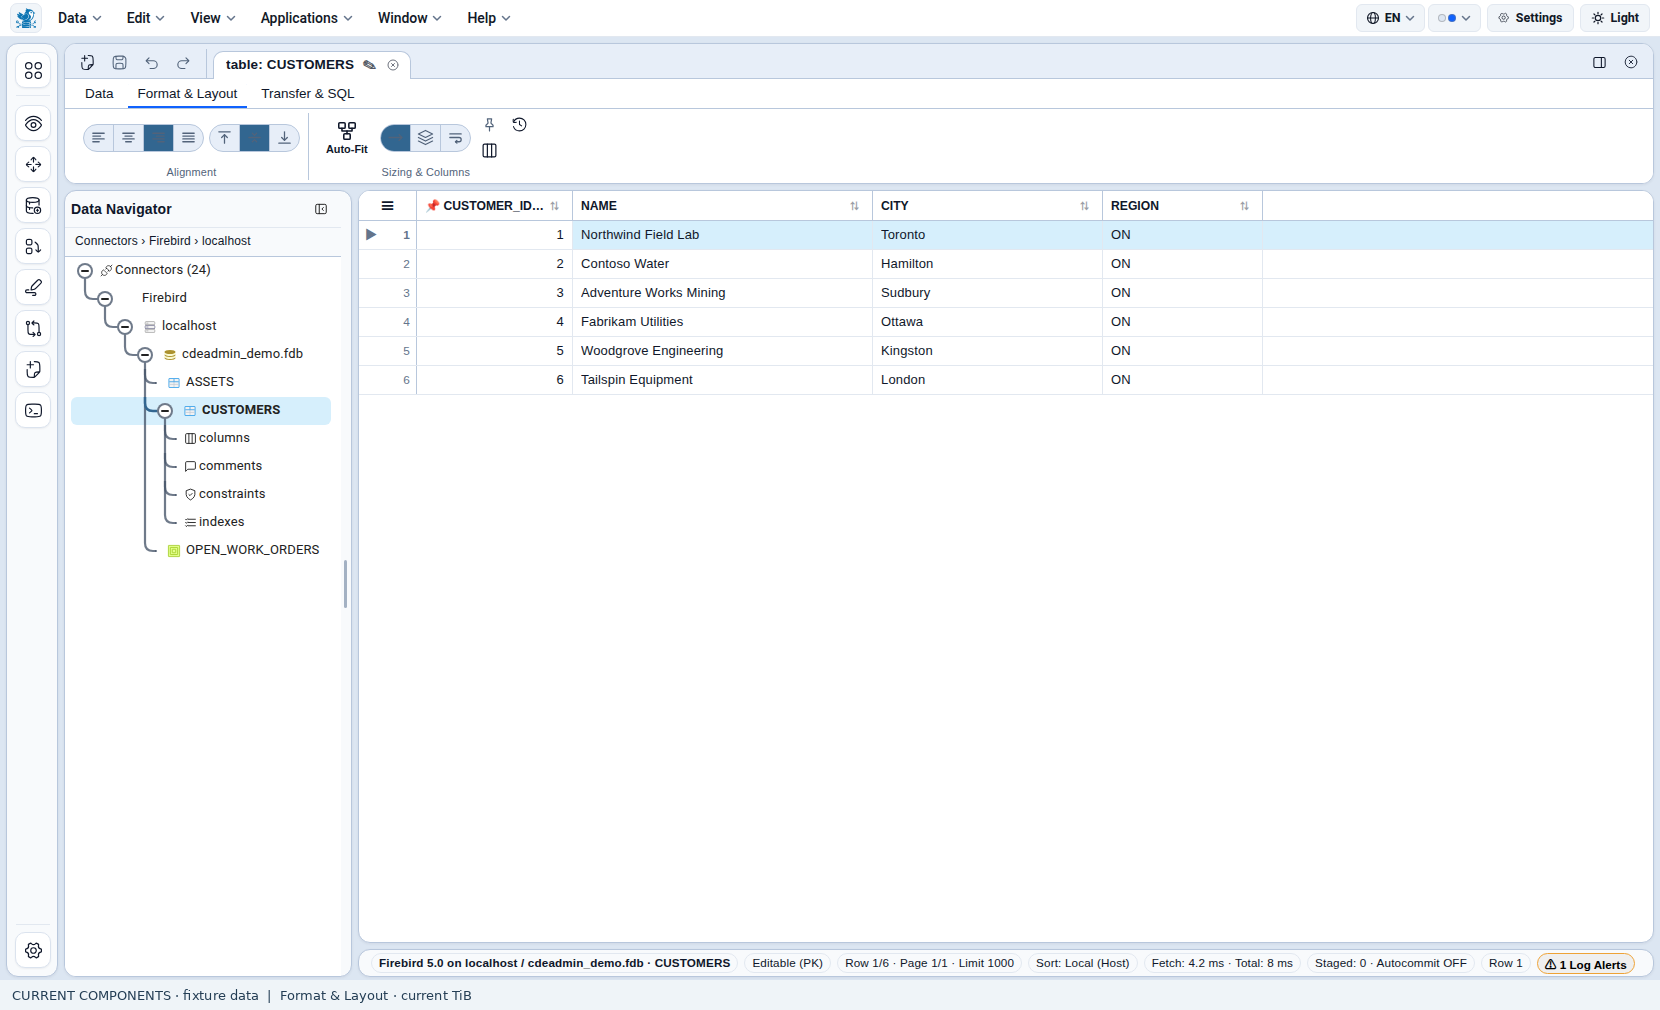 Data Edit View Applications Window Help EN Settings Light
table: CUSTOMERS
Data Format & Layout Transfer & SQL
Auto-Fit
Alignment Sizing & Columns
Data Navigator
Connectors › Firebird › localhost
Connectors (24)
Firebird
localhost
cdeadmin_demo.fdb
ASSETS
CUSTOMERS
columns
comments
constraints
indexes
OPEN_WORK_ORDERS
CUSTOMER_ID... NAME CITY REGION
1 1 Northwind Field Lab Toronto ON
2 2 Contoso Water Hamilton ON
3 3 Adventure Works Mining Sudbury ON
4 4 Fabrikam Utilities Ottawa ON
5 5 Woodgrove Engineering Kingston ON
6 6 Tailspin Equipment London ON
Firebird 5.0 on localhost / cdeadmin_demo.fdb · CUSTOMERS Editable (PK) Row 1/6 · Page 1/1 · Limit 1000 Sort: Local (Host) Fetch: 4.2 ms · Total: 8 ms Staged: 0 · Autocommit OFF Row 1 1 Log Alerts
CURRENT COMPONENTS · fixture data | Format & Layout · current TiB